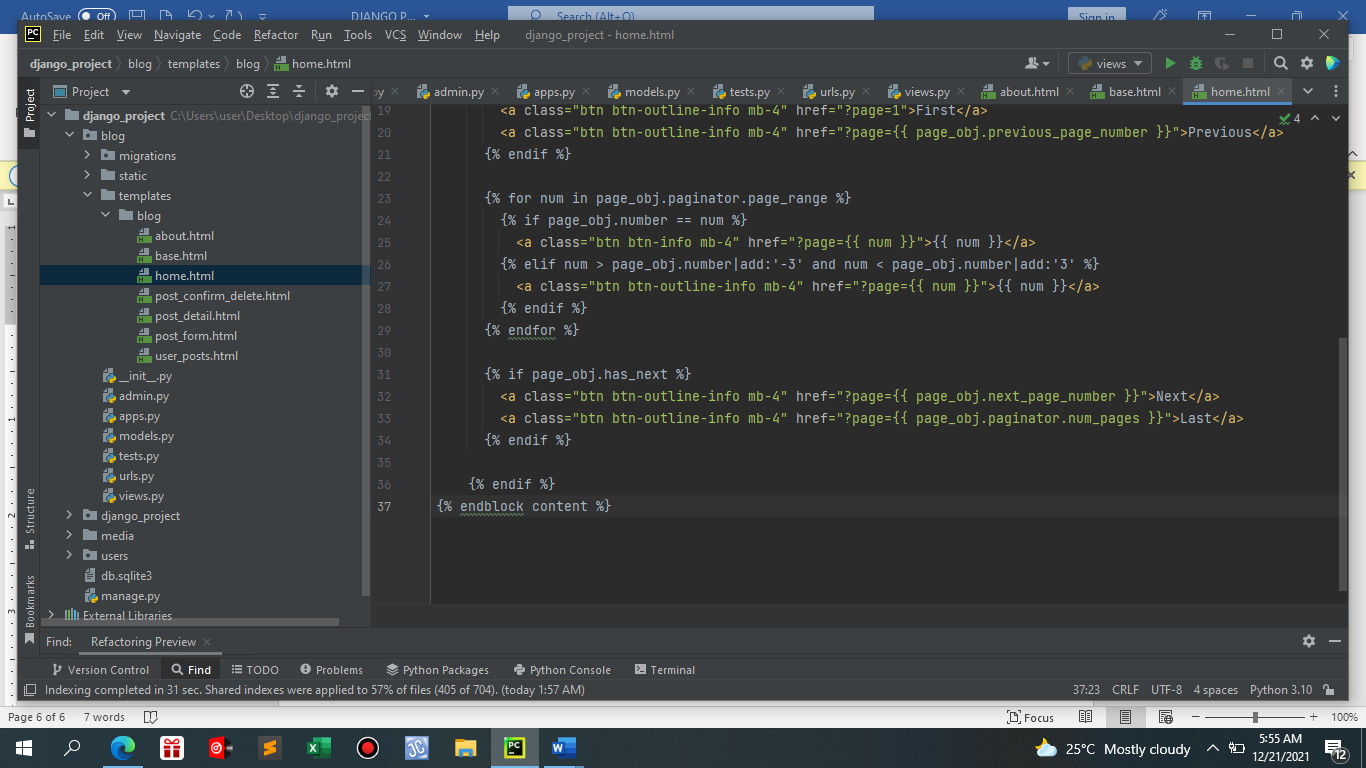 AutoSave Off DJANGO P... Search (Alt+Q) Sign in
PC File Edit View Navigate Code Refactor Run Tools VCS Window Help django_project - home.html
django_project blog templates blog home.html views
Project
Project
py admin.py apps.py models.py tests.py urls.py views.py about.html base.html home.html
django_project C:\Users\user\Desktop\django_project
blog
migrations
static
templates
blog
about.html
base.html
home.html
post_confirm_delete.html
post_detail.html
post_form.html
user_posts.html
__init__.py
admin.py
apps.py
models.py
tests.py
urls.py
views.py
django_project
media
users
db.sqlite3
manage.py
External Libraries
Structure
Bookmarks
4
19 <a class="btn btn-outline-info mb-4" href="?page=1">First</a>
20 <a class="btn btn-outline-info mb-4" href="?page={{ page_obj.previous_page_number }}">Previous</a>
21 {% endif %}
22
23 {% for num in page_obj.paginator.page_range %}
24 {% if page_obj.number == num %}
25 <a class="btn btn-info mb-4" href="?page={{ num }}">{{ num }}</a>
26 {% elif num > page_obj.number|add:'-3' and num < page_obj.number|add:'3' %}
27 <a class="btn btn-outline-info mb-4" href="?page={{ num }}">{{ num }}</a>
28 {% endif %}
29 {% endfor %}
30
31 {% if page_obj.has_next %}
32 <a class="btn btn-outline-info mb-4" href="?page={{ page_obj.next_page_number }}">Next</a>
33 <a class="btn btn-outline-info mb-4" href="?page={{ page_obj.paginator.num_pages }}">Last</a>
34 {% endif %}
35
36 {% endif %}
37 {% endblock content %}
Find: Refactoring Preview
Version Control Find TODO Problems Python Packages Python Console Terminal
Indexing completed in 31 sec. Shared indexes were applied to 57% of files (405 of 704). (today 1:57 AM) 37:23 CRLF UTF-8 4 spaces Python 3.10
Page 6 of 6 7 words Focus 100%
25°C Mostly cloudy 5:55 AM
12/21/2021 12